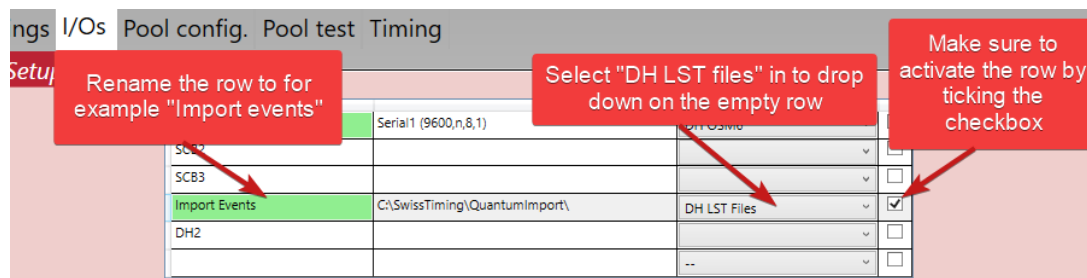 ngs I/Os Pool config. Pool test Timing
Setup
Rename the row to for
example "Import events"
Select "DH LST files" in to drop
down on the empty row
Make sure to
activate the row by
ticking the
checkbox
Serial1 (9600,n,8,1) DH OSM6
SCB2
SCB3
Import Events C:\SwissTiming\QuantumImport\ DH LST Files
DH2
--